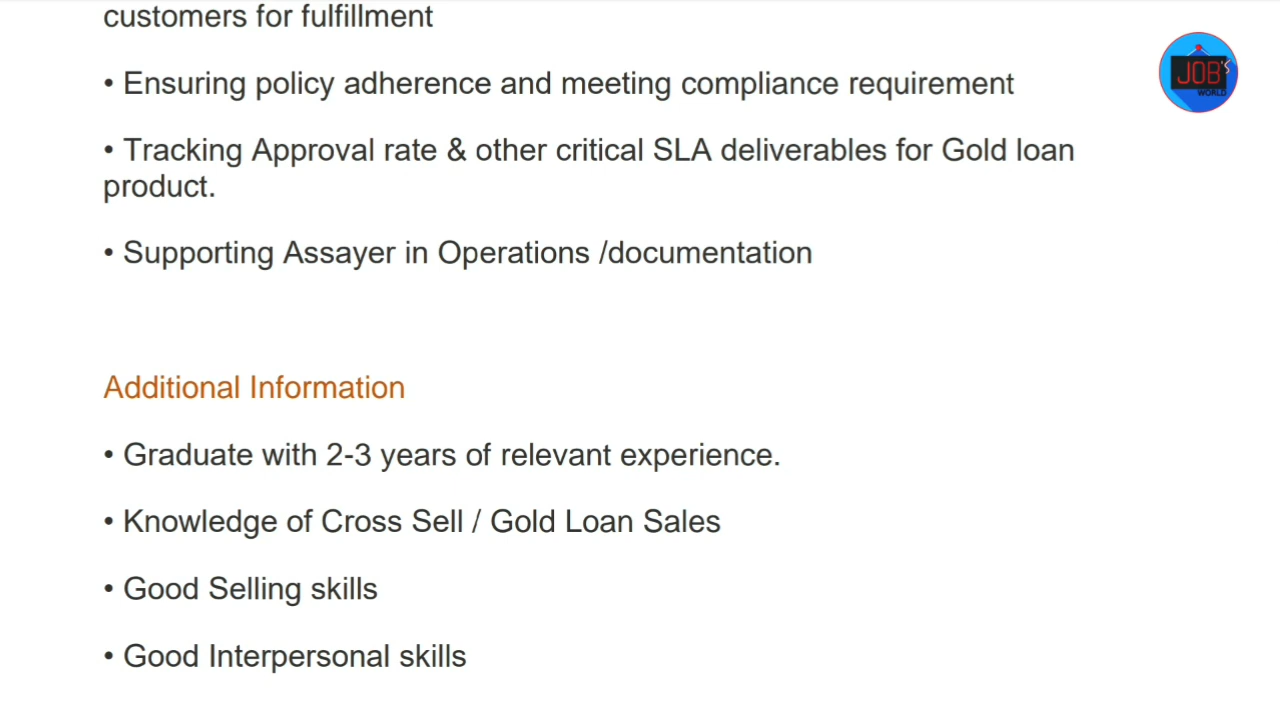 customers for fulfillment
• Ensuring policy adherence and meeting compliance requirement
• Tracking Approval rate & other critical SLA deliverables for Gold loan
product.
• Supporting Assayer in Operations /documentation
Additional Information
• Graduate with 2-3 years of relevant experience.
• Knowledge of Cross Sell / Gold Loan Sales
• Good Selling skills
• Good Interpersonal skills
JOB'S
WORLD